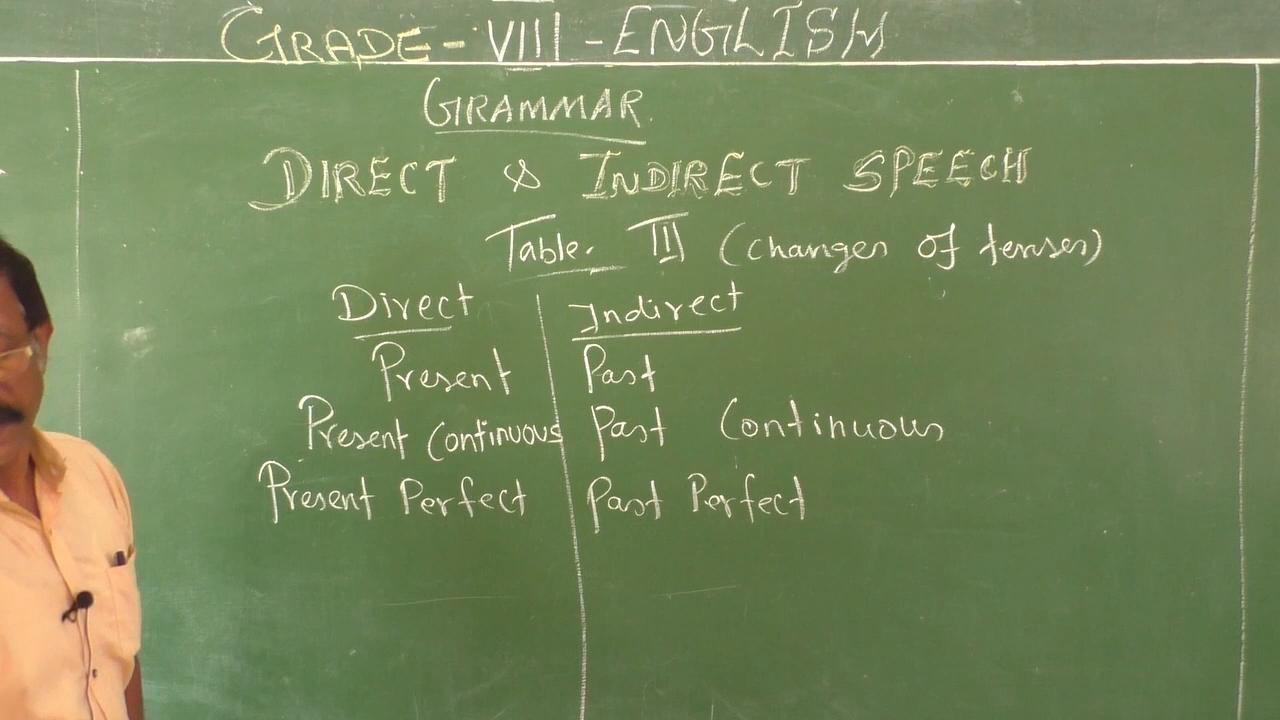 GRADE - VIII - ENGLISH
GRAMMAR.
DIRECT & INDIRECT SPEECH
Table. III (changes of tenses)
Direct Indirect
Present Past
Present Continuous Past Continuous
Present Perfect Past Perfect